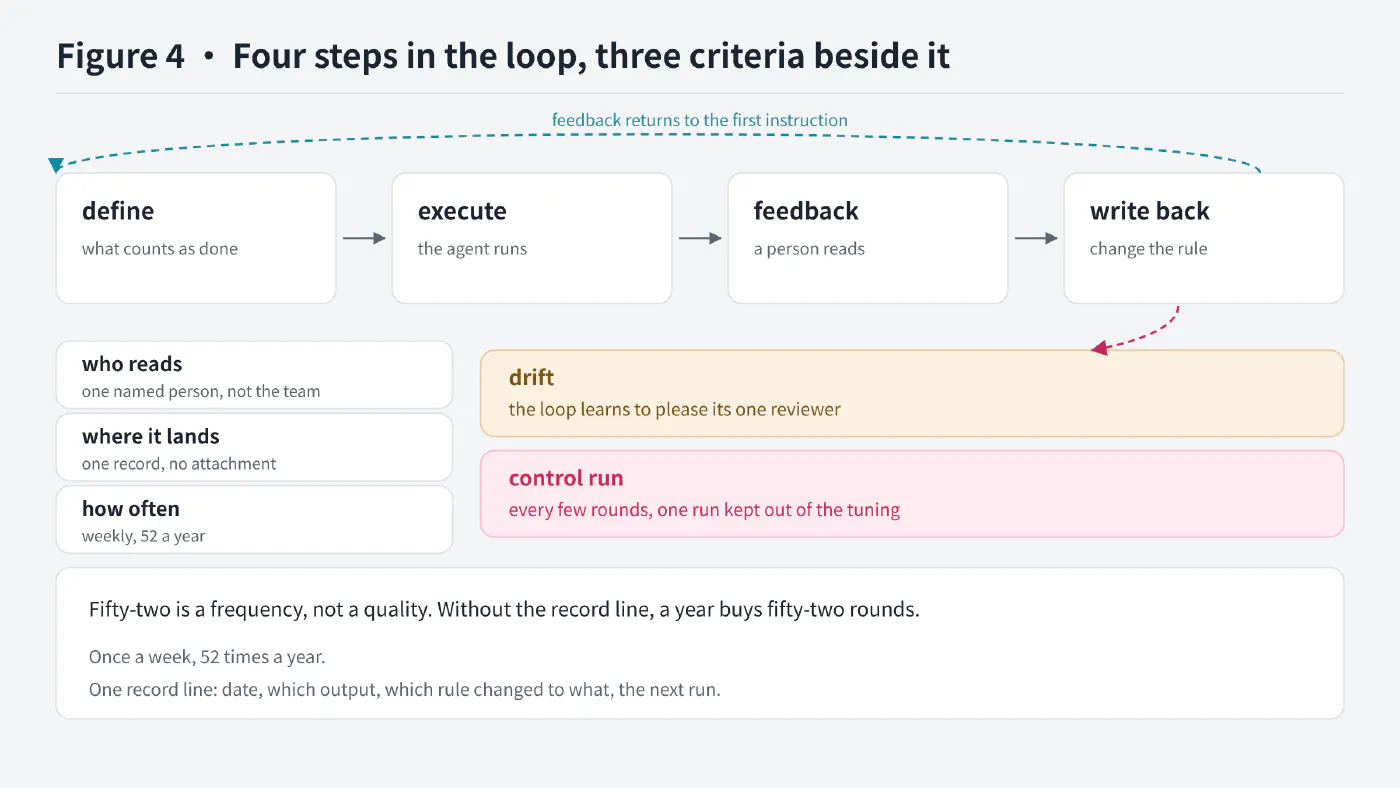 Figure 4 • Four steps in the loop, three criteria beside it
feedback returns to the first instruction
define
what counts as done
execute
the agent runs
feedback
a person reads
write back
change the rule
who reads
one named person, not the team
where it lands
one record, no attachment
how often
weekly, 52 a year
drift
the loop learns to please its one reviewer
control run
every few rounds, one run kept out of the tuning
Fifty-two is a frequency, not a quality. Without the record line, a year buys fifty-two rounds.
Once a week, 52 times a year.
One record line: date, which output, which rule changed to what, the next run.